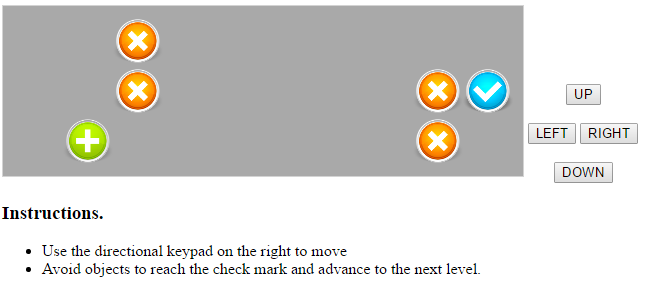 UP
LEFT RIGHT
DOWN
Instructions.
Use the directional keypad on the right to move
Avoid objects to reach the check mark and advance to the next level.